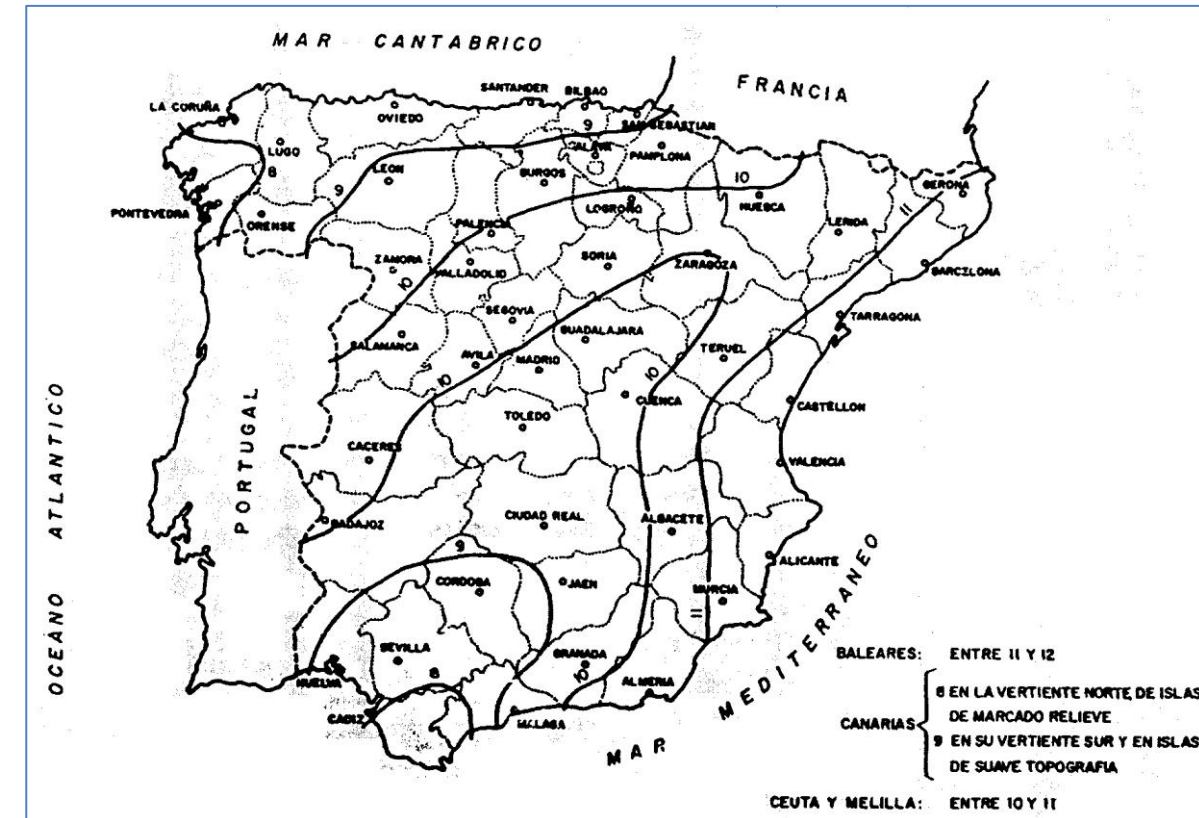 MAR CANTABRICO
FRANCIA
LA CORUÑA
OVIEDO
SANTANDER
BILBAO
SAN SEBASTIAN
LUGO
8
9
LEON
9
ALAVA
PAMPLONA
BURGOS
10
GERONA
11
PONTEVEDRA
ORENSE
PALENCIA
LOGROÑO
HUESCA
LERIDA
ZAMORA
10
VALLADOLID
SORIA
ZARAGOZA
BARCELONA
SEGOVIA
GUADALAJARA
TARRAGONA
SALAMANCA
AVILA
MADRID
TERUEL
10
10
CUENCA
CASTELLON
TOLEDO
PORTUGAL
CACERES
VALENCIA
OCEANO ATLANTICO
BADAJOZ
CIUDAD REAL
ALBACETE
ALICANTE
9
CORDOBA
JAEN
MURCIA
11
SEVILLA
GRANADA
10
ALMERIA
HUELVA
8
CADIZ
MALAGA
MAR MEDITERRANEO
BALEARES: ENTRE 11 Y 12
CANARIAS
8 EN LA VERTIENTE NORTE DE ISLAS
DE MARCADO RELIEVE
9 EN SU VERTIENTE SUR Y EN ISLAS
DE SUAVE TOPOGRAFIA
CEUTA Y MELILLA: ENTRE 10 Y 11